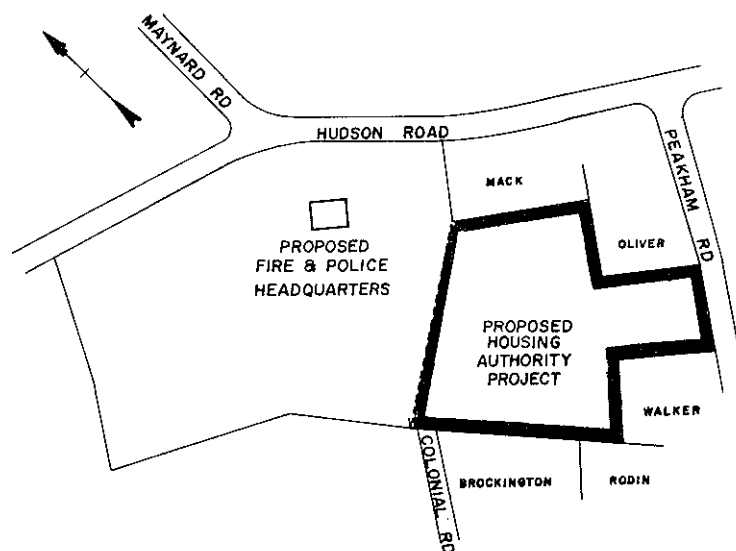 MAYNARD RD
HUDSON ROAD
PEAKHAM RD
MACK
OLIVER
PROPOSED
FIRE & POLICE
HEADQUARTERS
PROPOSED
HOUSING
AUTHORITY
PROJECT
WALKER
COLONIAL RD
BROCKINGTON
RODIN